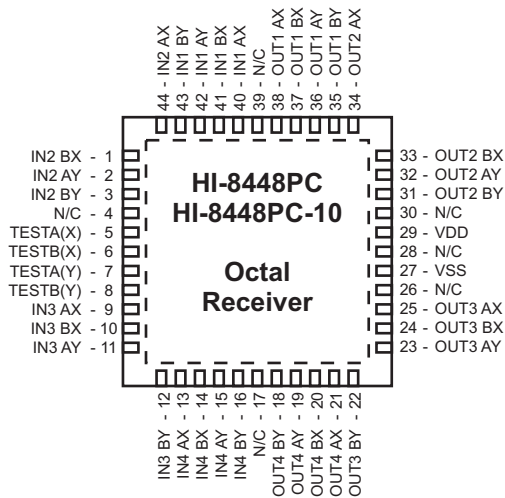 44 - IN2 AX
43 - IN1 BY
42 - IN1 AY
41 - IN1 BX
40 - IN1 AX
39 - N/C
38 - OUT1 AX
37 - OUT1 BX
36 - OUT1 AY
35 - OUT1 BY
34 - OUT2 AX
IN2 BX - 1
IN2 AY - 2
IN2 BY - 3
N/C - 4
TESTA(X) - 5
TESTB(X) - 6
TESTA(Y) - 7
TESTB(Y) - 8
IN3 AX - 9
IN3 BX - 10
IN3 AY - 11
HI-8448PC
HI-8448PC-10
Octal
Receiver
33 - OUT2 BX
32 - OUT2 AY
31 - OUT2 BY
30 - N/C
29 - VDD
28 - N/C
27 - VSS
26 - N/C
25 - OUT3 AX
24 - OUT3 BX
23 - OUT3 AY
IN3 BY - 12
IN4 AX - 13
IN4 BX - 14
IN4 AY - 15
IN4 BY - 16
N/C - 17
OUT4 BY - 18
OUT4 AY - 19
OUT4 BX - 20
OUT4 AX - 21
OUT3 BY - 22